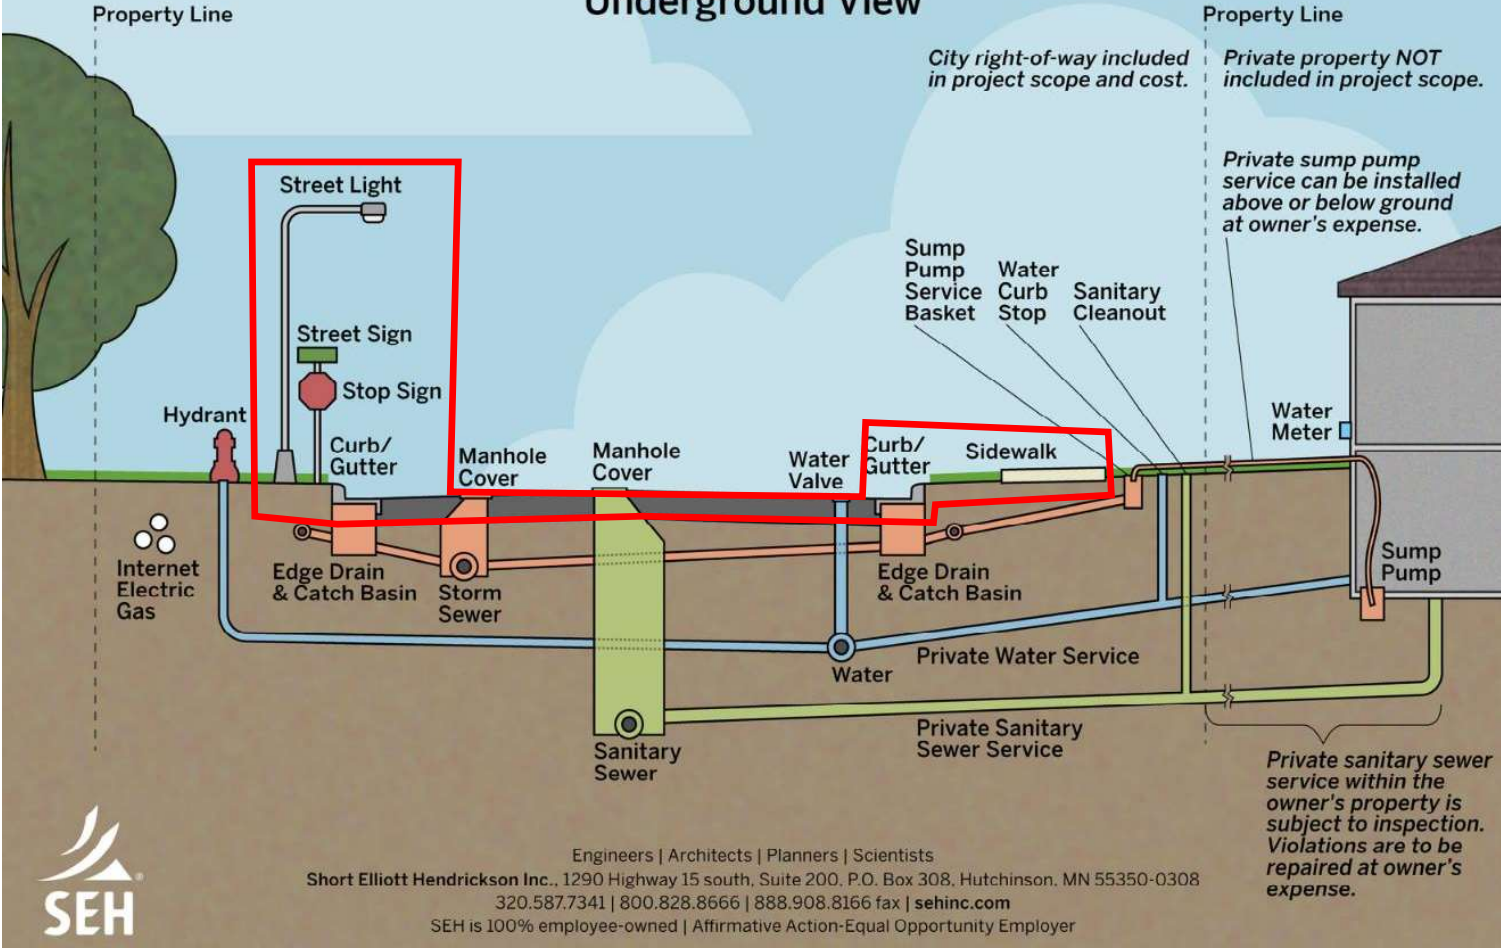 Underground View
Property Line
Property Line
City right-of-way included
in project scope and cost.
Private property NOT
included in project scope.
Private sump pump
service can be installed
above or below ground
at owner's expense.
Street Light
Street Sign
Stop Sign
Hydrant
Curb/
Gutter
Manhole
Cover
Manhole
Cover
Water
Valve
Curb/
Gutter
Sidewalk
Sump
Pump
Service
Basket
Water
Curb
Stop
Sanitary
Cleanout
Water
Meter
Internet
Electric
Gas
Edge Drain
& Catch Basin
Storm
Sewer
Edge Drain
& Catch Basin
Sump
Pump
Water
Private Water Service
Sanitary
Sewer
Private Sanitary
Sewer Service
Private sanitary sewer
service within the
owner's property is
subject to inspection.
Violations are to be
repaired at owner's
expense.
SEH
Engineers | Architects | Planners | Scientists
Short Elliott Hendrickson Inc., 1290 Highway 15 south, Suite 200, P.O. Box 308, Hutchinson, MN 55350-0308
320.587.7341 | 800.828.8666 | 888.908.8166 fax | sehinc.com
SEH is 100% employee-owned | Affirmative Action-Equal Opportunity Employer